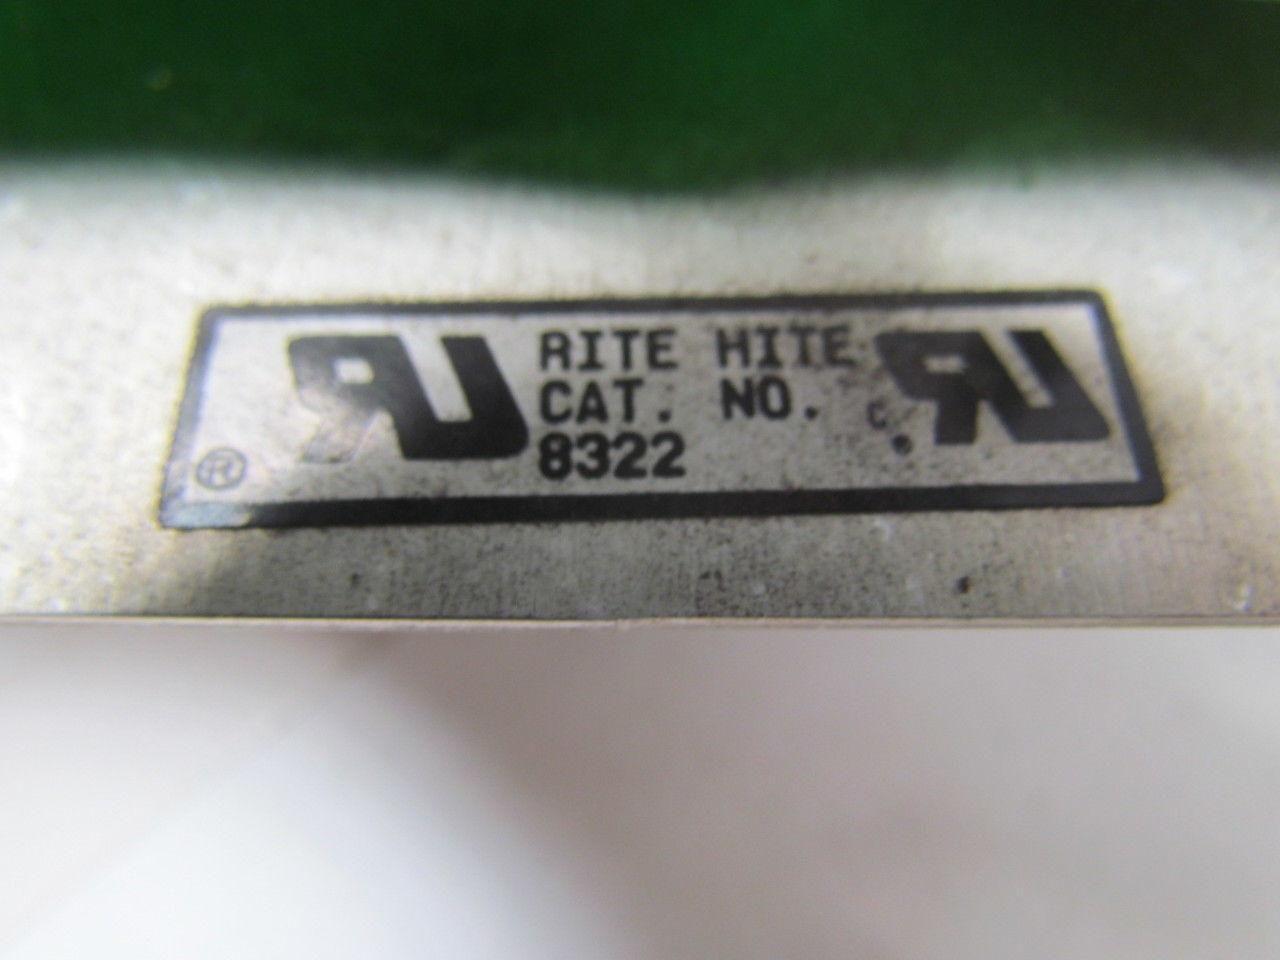 RITE HITE
CAT. NO.
8322
®
C